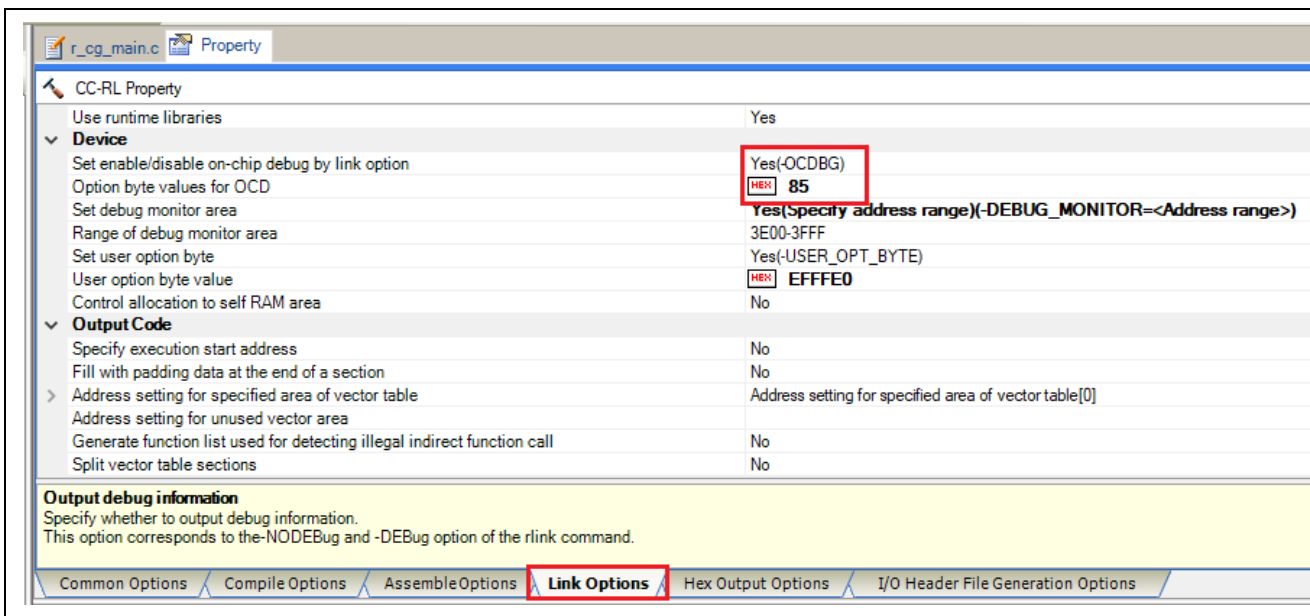 r_cg_main.c Property
CC-RL Property
Use runtime libraries Yes
Device
Set enable/disable on-chip debug by link option Yes(-OCDBG)
Option byte values for OCD HEX 85
Set debug monitor area Yes(Specify address range)(-DEBUG_MONITOR=<Address range>)
Range of debug monitor area 3E00-3FFF
Set user option byte Yes(-USER_OPT_BYTE)
User option byte value HEX EFFFE0
Control allocation to self RAM area No
Output Code
Specify execution start address No
Fill with padding data at the end of a section No
Address setting for specified area of vector table Address setting for specified area of vector table[0]
Address setting for unused vector area
Generate function list used for detecting illegal indirect function call No
Split vector table sections No
Output debug information
Specify whether to output debug information.
This option corresponds to the-NODEBug and -DEBug option of the rlink command.
Common Options Compile Options AssembleOptions Link Options Hex Output Options I/O Header File Generation Options